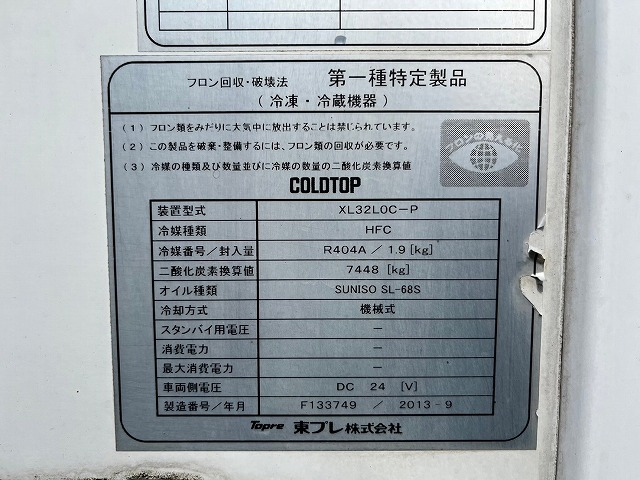 フロン回収・破壊法 第一種特定製品
(冷凍・冷蔵機器)
(1) フロン類をみだりに大気中に放出することは禁じられています。
(2) この製品を廃棄・整備するには、フロン類の回収が必要です。
(3) 冷媒の種類及び数量並びに冷媒の数量の二酸化炭素換算値
フロンの見える化
COLDTOP
装置型式 XL32LOC-P
冷媒種類 HFC
冷媒番号/封入量 R404A / 1.9 [kg]
二酸化炭素換算値 7448 [kg]
オイル種類 SUNISO SL-68S
冷却方式 機械式
スタンバイ用電圧 -
消費電力 -
最大消費電力 -
車両側電圧 DC 24 [V]
製造番号/年月 F133749 / 2013-9
Topre 東プレ株式会社